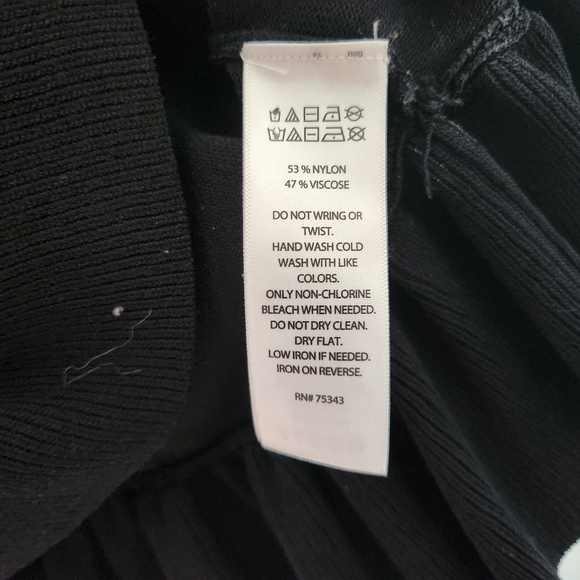 53 % NYLON
47 % VISCOSE
DO NOT WRING OR
TWIST.
HAND WASH COLD
WASH WITH LIKE
COLORS.
ONLY NON-CHLORINE
BLEACH WHEN NEEDED.
DO NOT DRY CLEAN.
DRY FLAT.
LOW IRON IF NEEDED.
IRON ON REVERSE.
RN# 75343